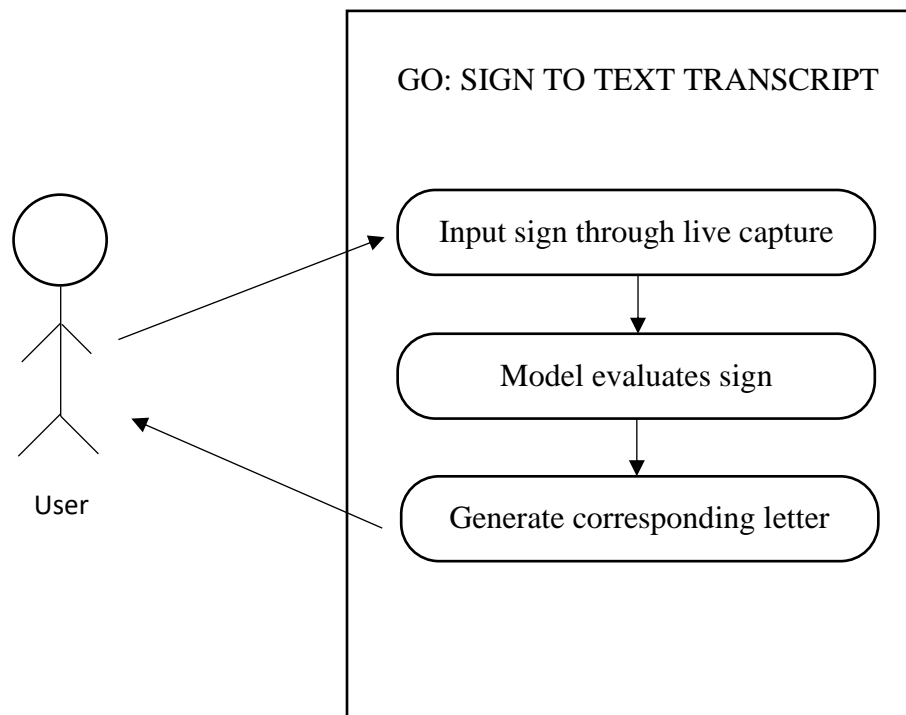 GO: SIGN TO TEXT TRANSCRIPT
Input sign through live capture
Model evaluates sign
Generate corresponding letter
User